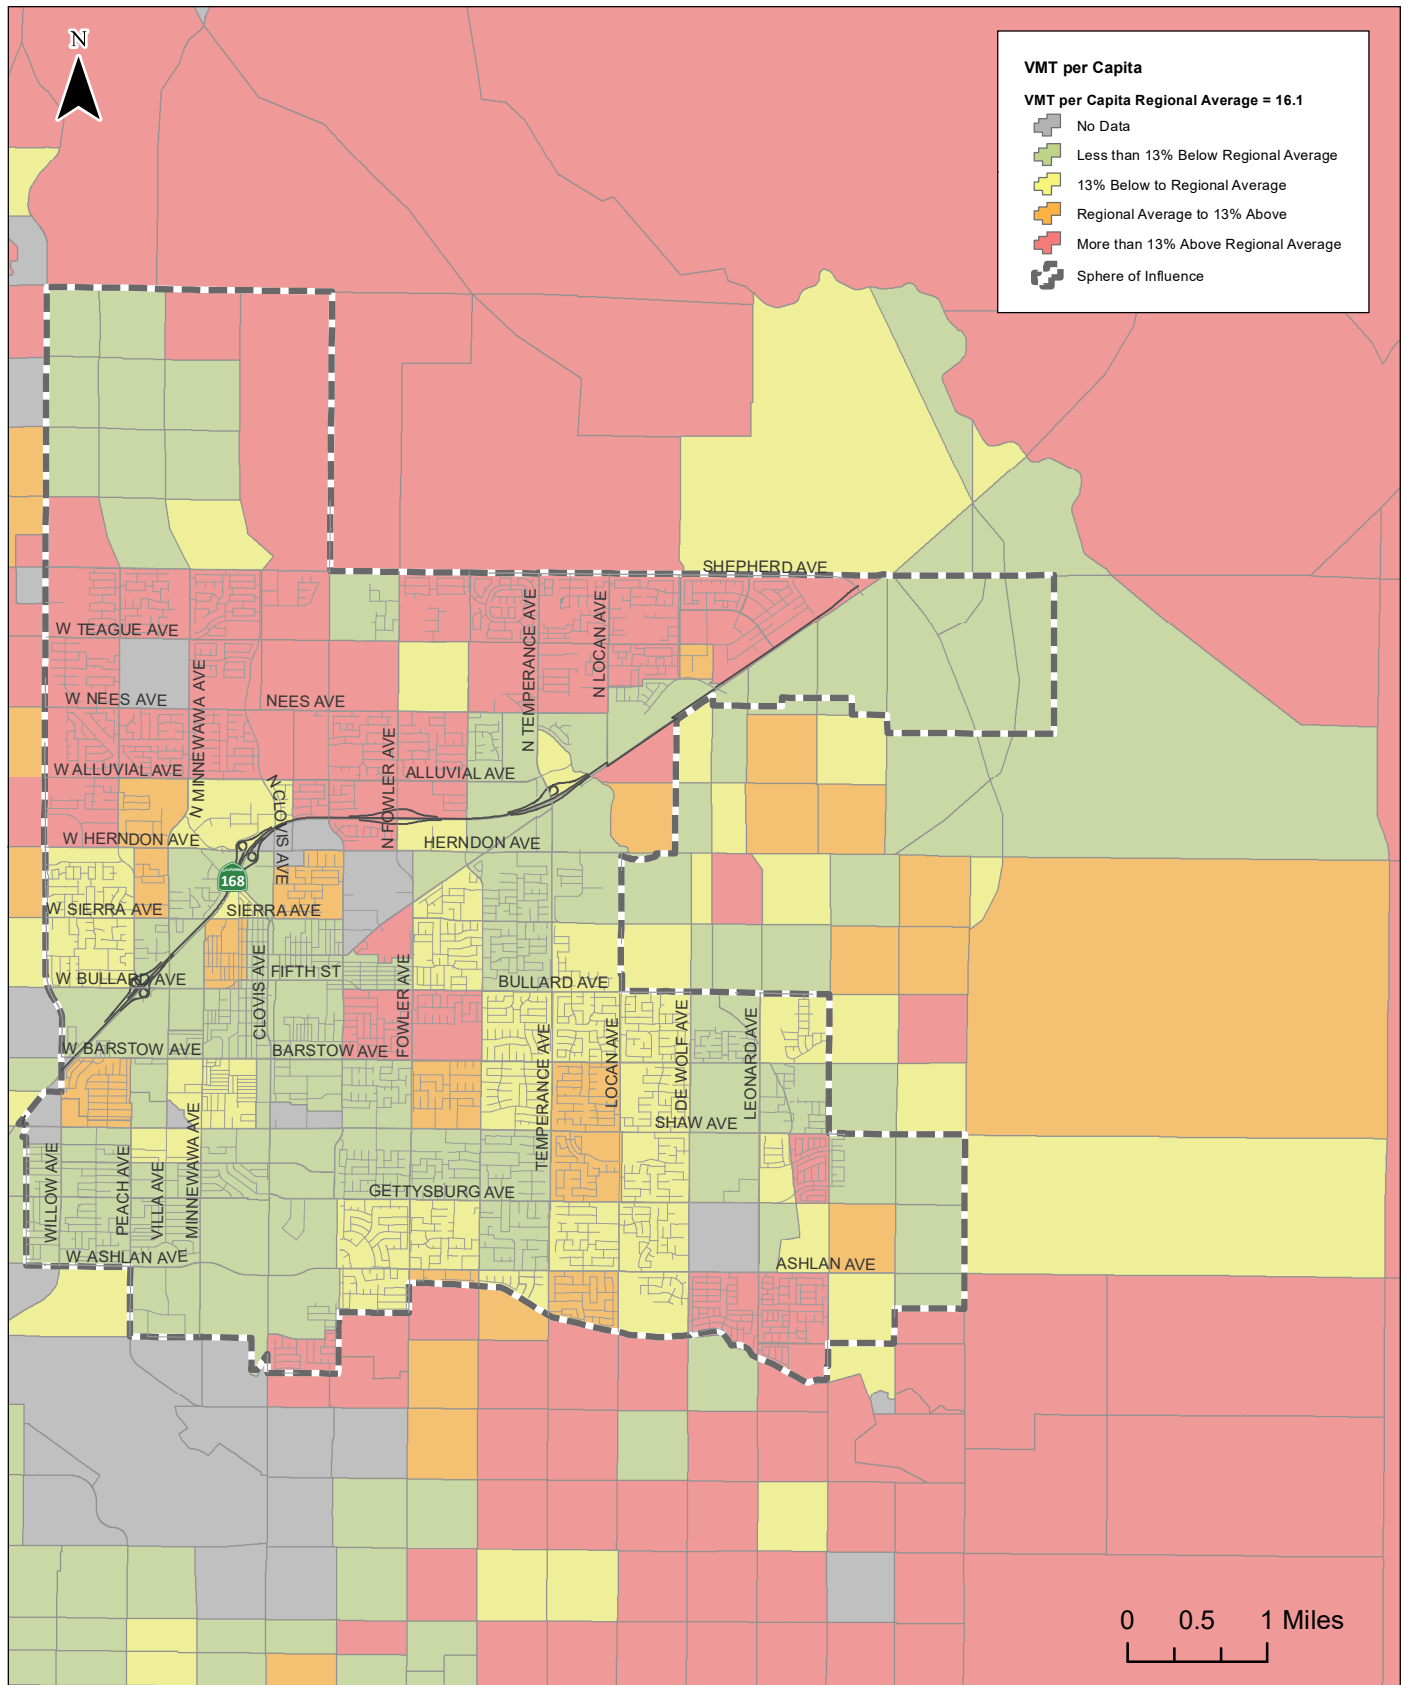 N
VMT per Capita
VMT per Capita Regional Average = 16.1
No Data
Less than 13% Below Regional Average
13% Below to Regional Average
Regional Average to 13% Above
More than 13% Above Regional Average
Sphere of Influence
SHEPHERD AVE
W TEAGUE AVE
N TEMPERANCE AVE
N LOCAN AVE
N MINNEWAWA AVE
W NEES AVE
NEES AVE
N FOWLER AVE
W ALLUVIAL AVE
ALLUVIAL AVE
N CLOVIS AVE
W HERNDON AVE
HERNDON AVE
CALIFORNIA
168
W SIERRA AVE
SIERRA AVE
CLOVIS AVE
FIFTH ST
W BULLARD AVE
BULLARD AVE
FOWLER AVE
W BARSTOW AVE
BARSTOW AVE
TEMPERANCE AVE
LOCAN AVE
DE WOLF AVE
LEONARD AVE
SHAW AVE
WILLOW AVE
PEACH AVE
VILLA AVE
MINNEWAWA AVE
GETTYSBURG AVE
W ASHLAN AVE
ASHLAN AVE
0 0.5 1 Miles